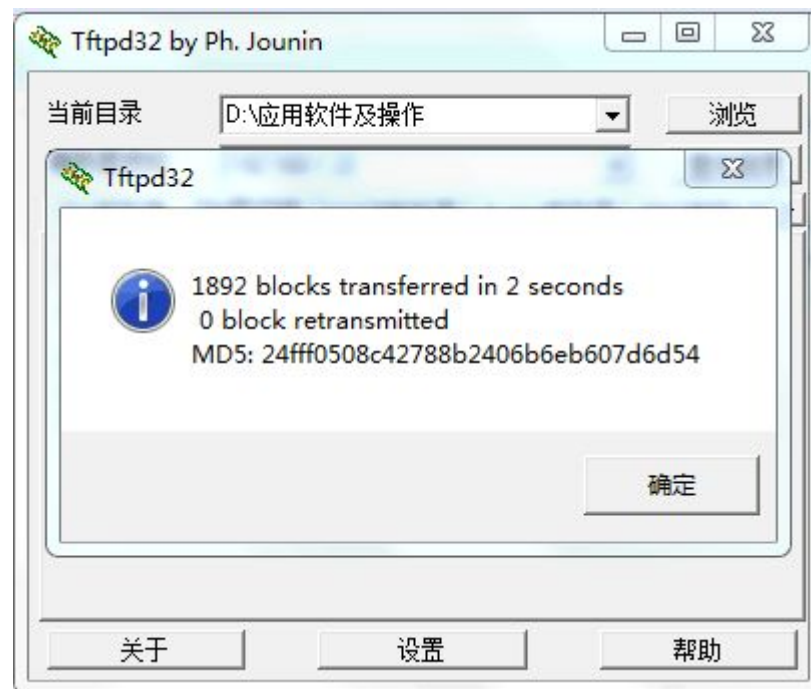 Tftpd32 by Ph. Jounin
当前目录
D:\应用软件及操作
浏览
Tftpd32
1892 blocks transferred in 2 seconds
0 block retransmitted
MD5: 24fff0508c42788b2406b6eb607d6d54
确定
关于
设置
帮助